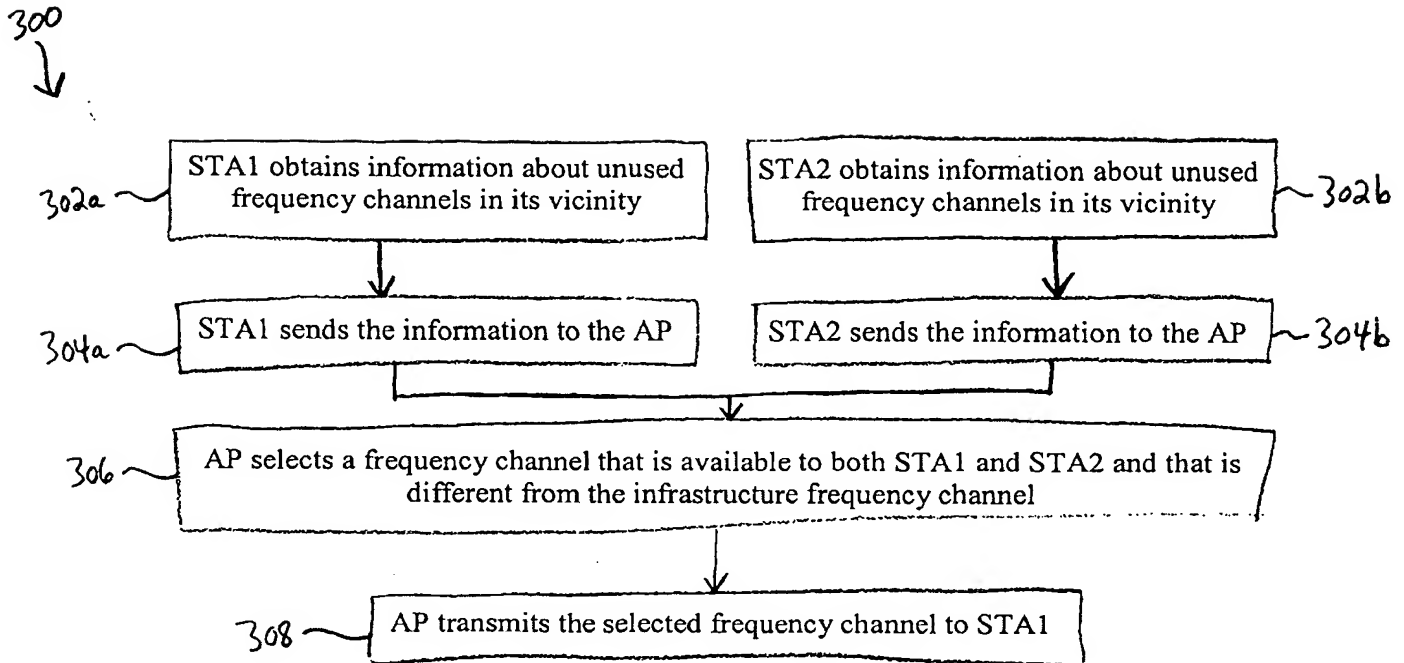 300
STA1 obtains information about unused
frequency channels in its vicinity
302a
STA2 obtains information about unused
frequency channels in its vicinity
302b
STA1 sends the information to the AP
304a
STA2 sends the information to the AP
304b
306
AP selects a frequency channel that is available to both STA1 and STA2 and that is
different from the infrastructure frequency channel
308
AP transmits the selected frequency channel to STA1